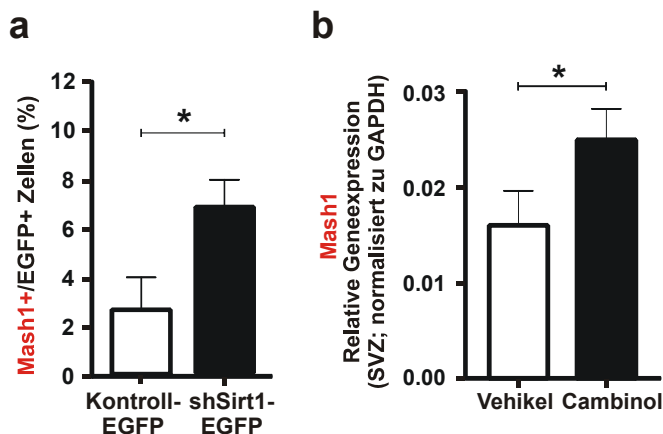 a
Mash1+/EGFP+ Zellen (%)
12
10
8
6
4
2
0
*
Kontroll-
EGFP
shSirt1-
EGFP
b
Mash1
Relative Geneexpression
(SVZ; normalisiert zu GAPDH)
0.03
0.02
0.01
0.00
*
Vehikel
Cambinol